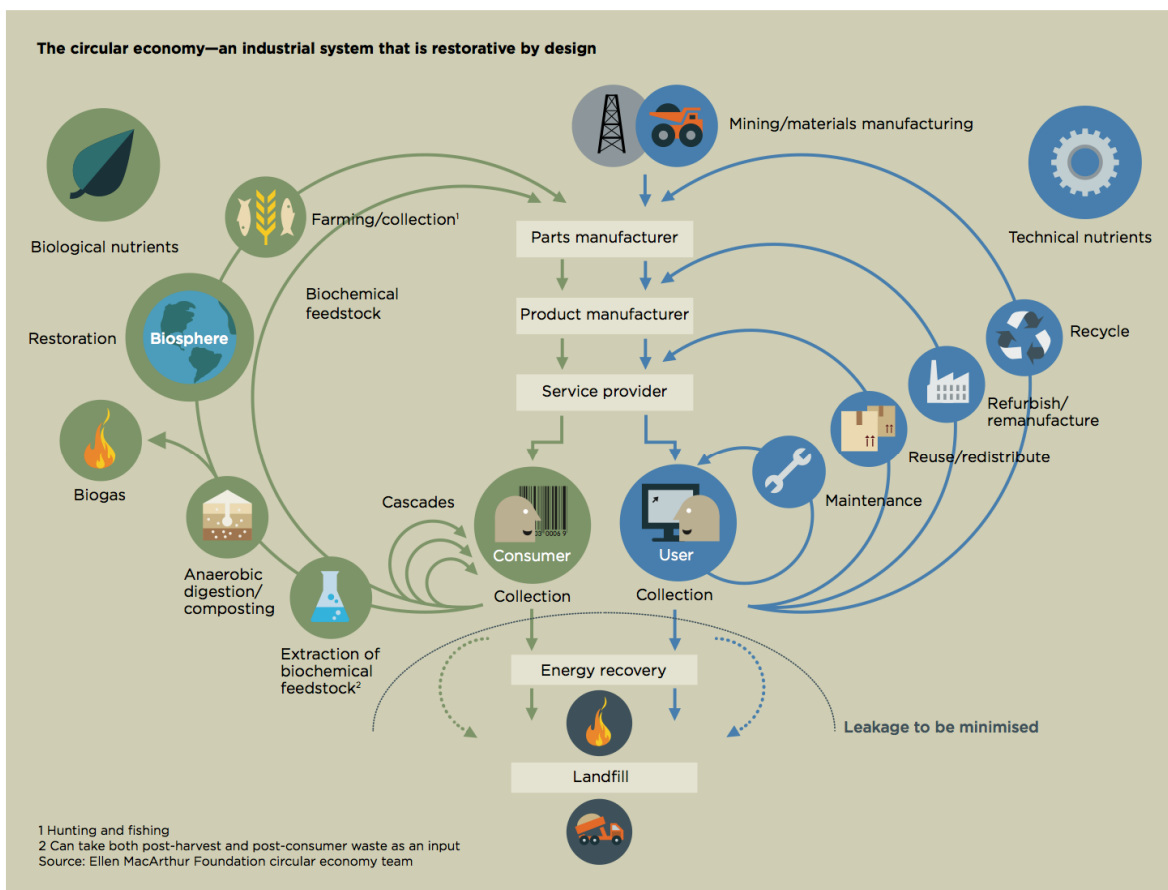 The circular economy—an industrial system that is restorative by design
Mining/materials manufacturing
Biological nutrients
Farming/collection¹
Technical nutrients
Parts manufacturer
Biochemical
feedstock
Product manufacturer
Restoration
Biosphere
Recycle
Service provider
Refurbish/
remanufacture
Reuse/redistribute
Biogas
Cascades
Maintenance
03 0006 9
Consumer
User
Anaerobic
digestion/
composting
Collection
Collection
Extraction of
biochemical
feedstock²
Energy recovery
Leakage to be minimised
Landfill
1 Hunting and fishing
2 Can take both post-harvest and post-consumer waste as an input
Source: Ellen MacArthur Foundation circular economy team